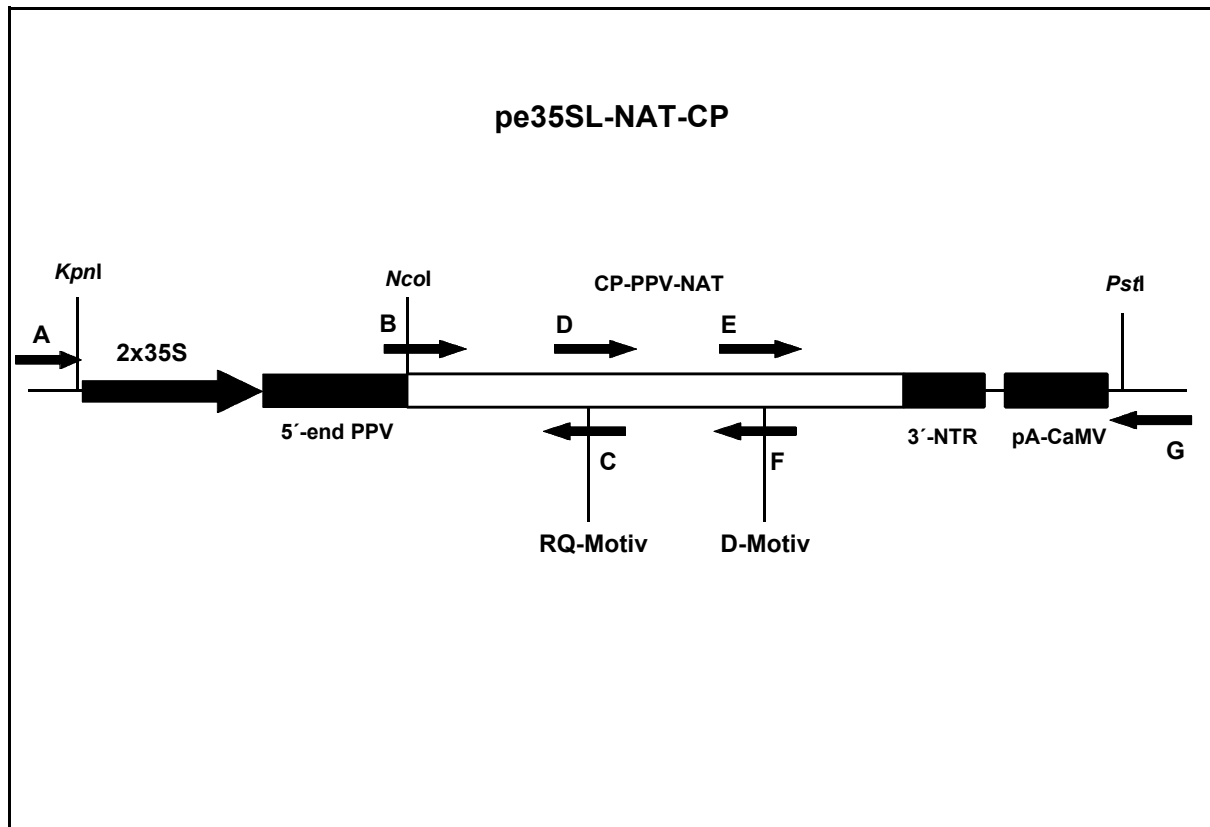 pe35SL-NAT-CP
KpnI
NcoI
CP-PPV-NAT
PstI
A
B
D
E
2x35S
5´-end PPV
C
F
3´-NTR
pA-CaMV
G
RQ-Motiv
D-Motiv